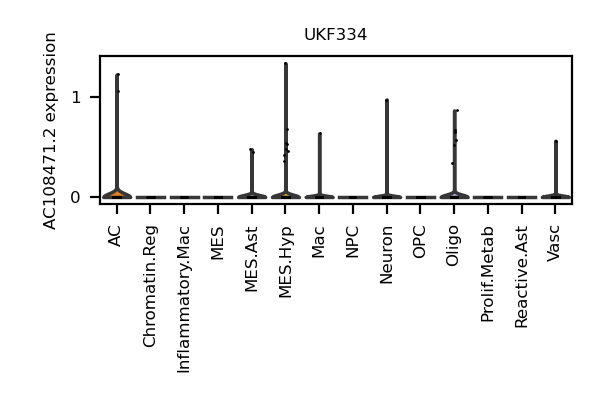 UKF334
AC108471.2 expression
1
0
AC
Chromatin.Reg
Inflammatory.Mac
MES
MES.Ast
MES.Hyp
Mac
NPC
Neuron
OPC
Oligo
Prolif.Metab
Reactive.Ast
Vasc